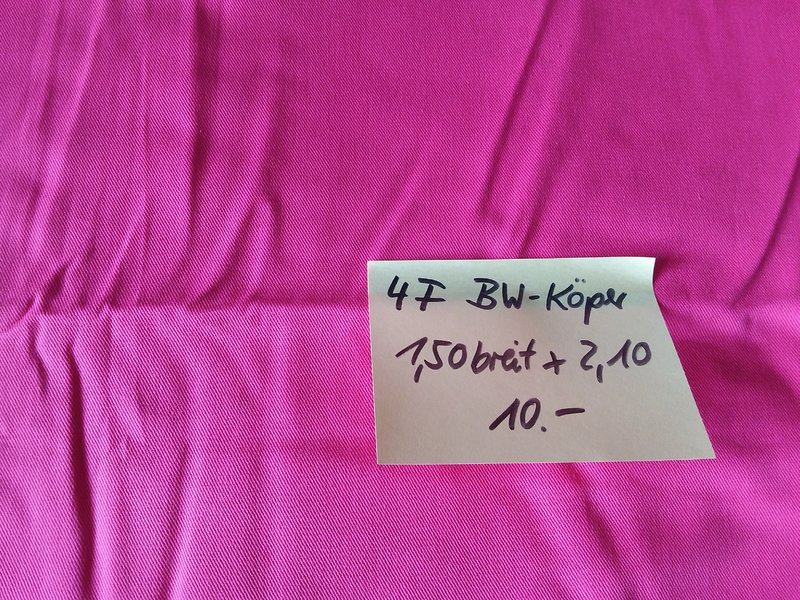 4F BW-Köper
1,50 breit x 2,10
10.-